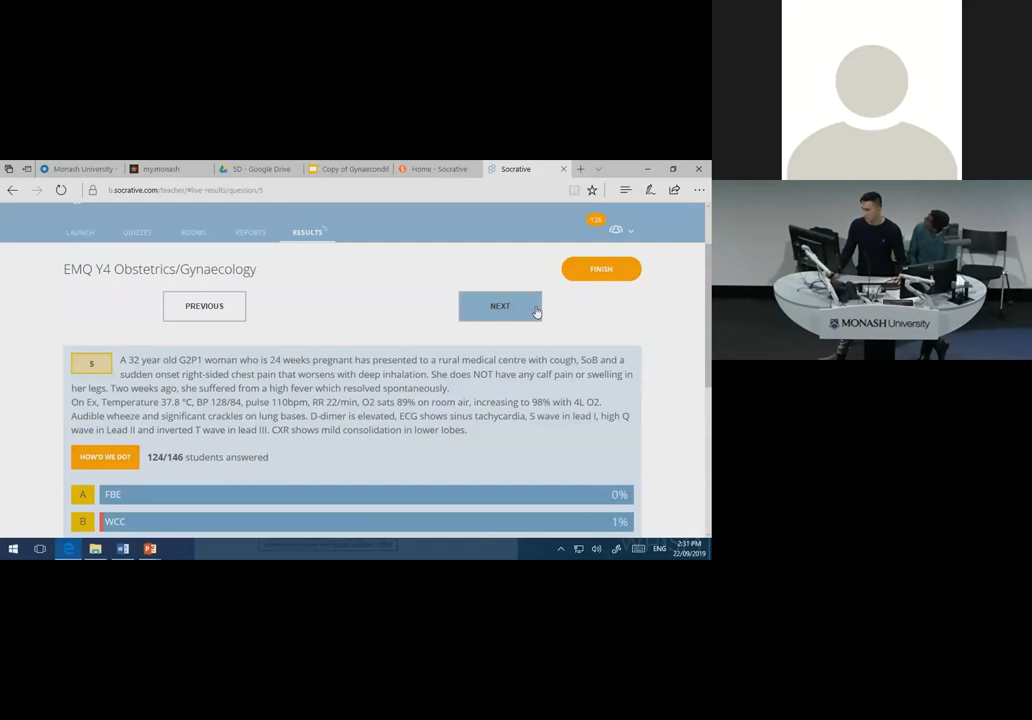 Monash University -
my.monash
5D - Google Drive
Copy of Gynaecondit
Home - Socrative
Socrative
b.socrative.com/teacher/#live-results/question/5
LAUNCH
QUIZZES
ROOMS
REPORTS
RESULTS
126
EMQ Y4 Obstetrics/Gynaecology
FINISH
PREVIOUS
NEXT
5
A 32 year old G2P1 woman who is 24 weeks pregnant has presented to a rural medical centre with cough, SoB and a
sudden onset right-sided chest pain that worsens with deep inhalation. She does NOT have any calf pain or swelling in
her legs. Two weeks ago, she suffered from a high fever which resolved spontaneously.
On Ex, Temperature 37.8 °C, BP 128/84, pulse 110bpm, RR 22/min, O2 sats 89% on room air, increasing to 98% with 4L O2.
Audible wheeze and significant crackles on lung bases. D-dimer is elevated, ECG shows sinus tachycardia, S wave in lead I, high Q
wave in Lead II and inverted T wave in lead III. CXR shows mild consolidation in lower lobes.
HOW'D WE DO?
124/146 students answered
A FBE 0%
B WCC 1%
ENG
2:31 PM
22/09/2019
MONASH University